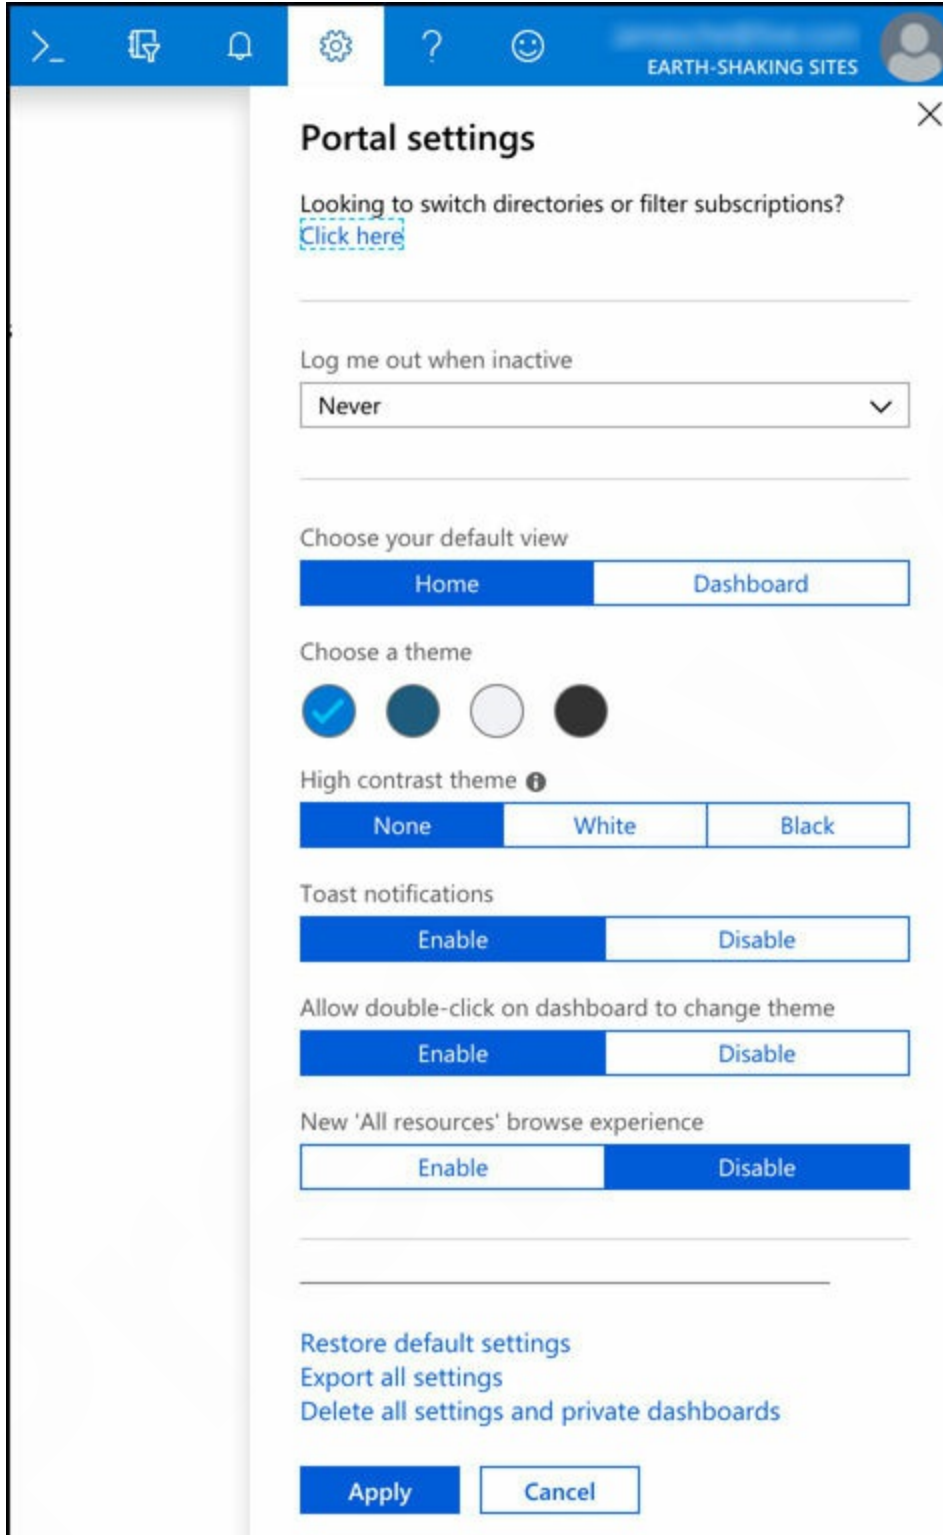 EARTH-SHAKING SITES
Portal settings
Looking to switch directories or filter subscriptions?
Click here
Log me out when inactive
Never
Choose your default view
Home Dashboard
Choose a theme
High contrast theme
None White Black
Toast notifications
Enable Disable
Allow double-click on dashboard to change theme
Enable Disable
New 'All resources' browse experience
Enable Disable
Restore default settings
Export all settings
Delete all settings and private dashboards
Apply Cancel